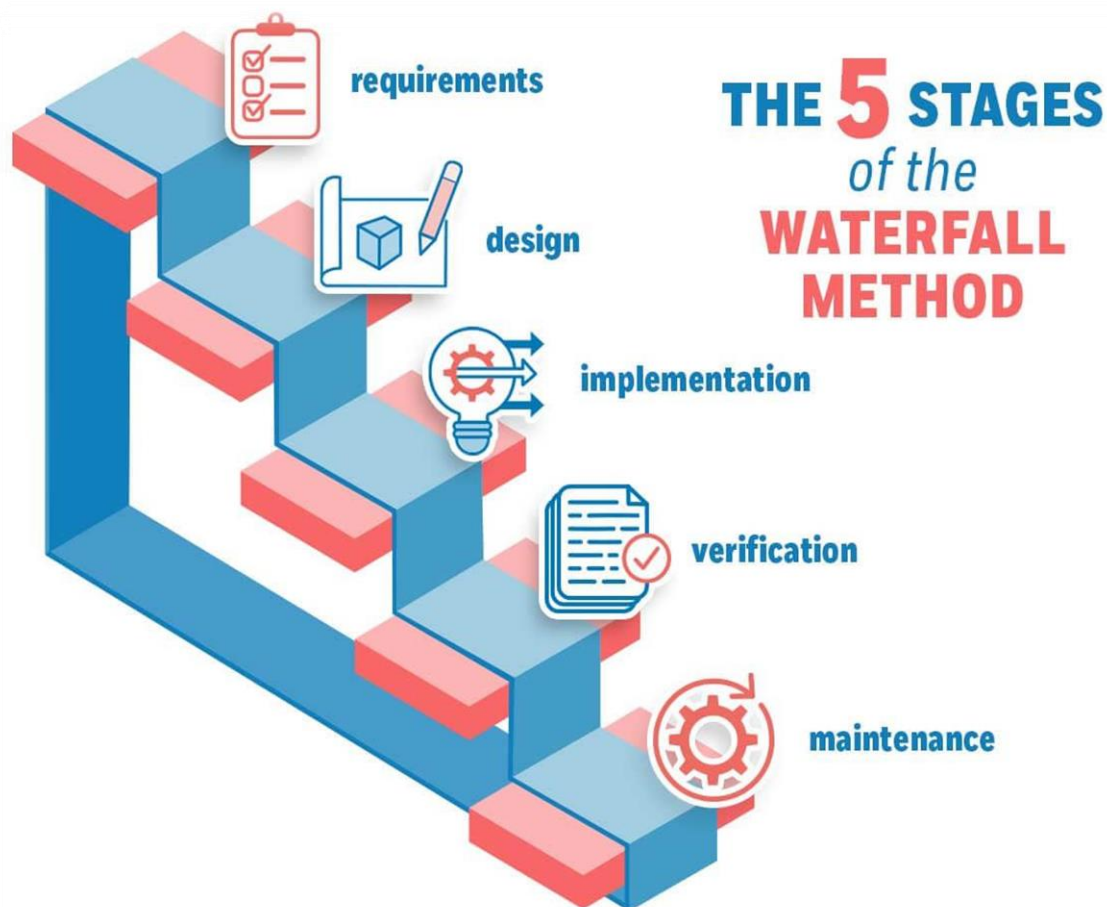 THE 5 STAGES
of the
WATERFALL
METHOD
requirements
design
implementation
verification
maintenance